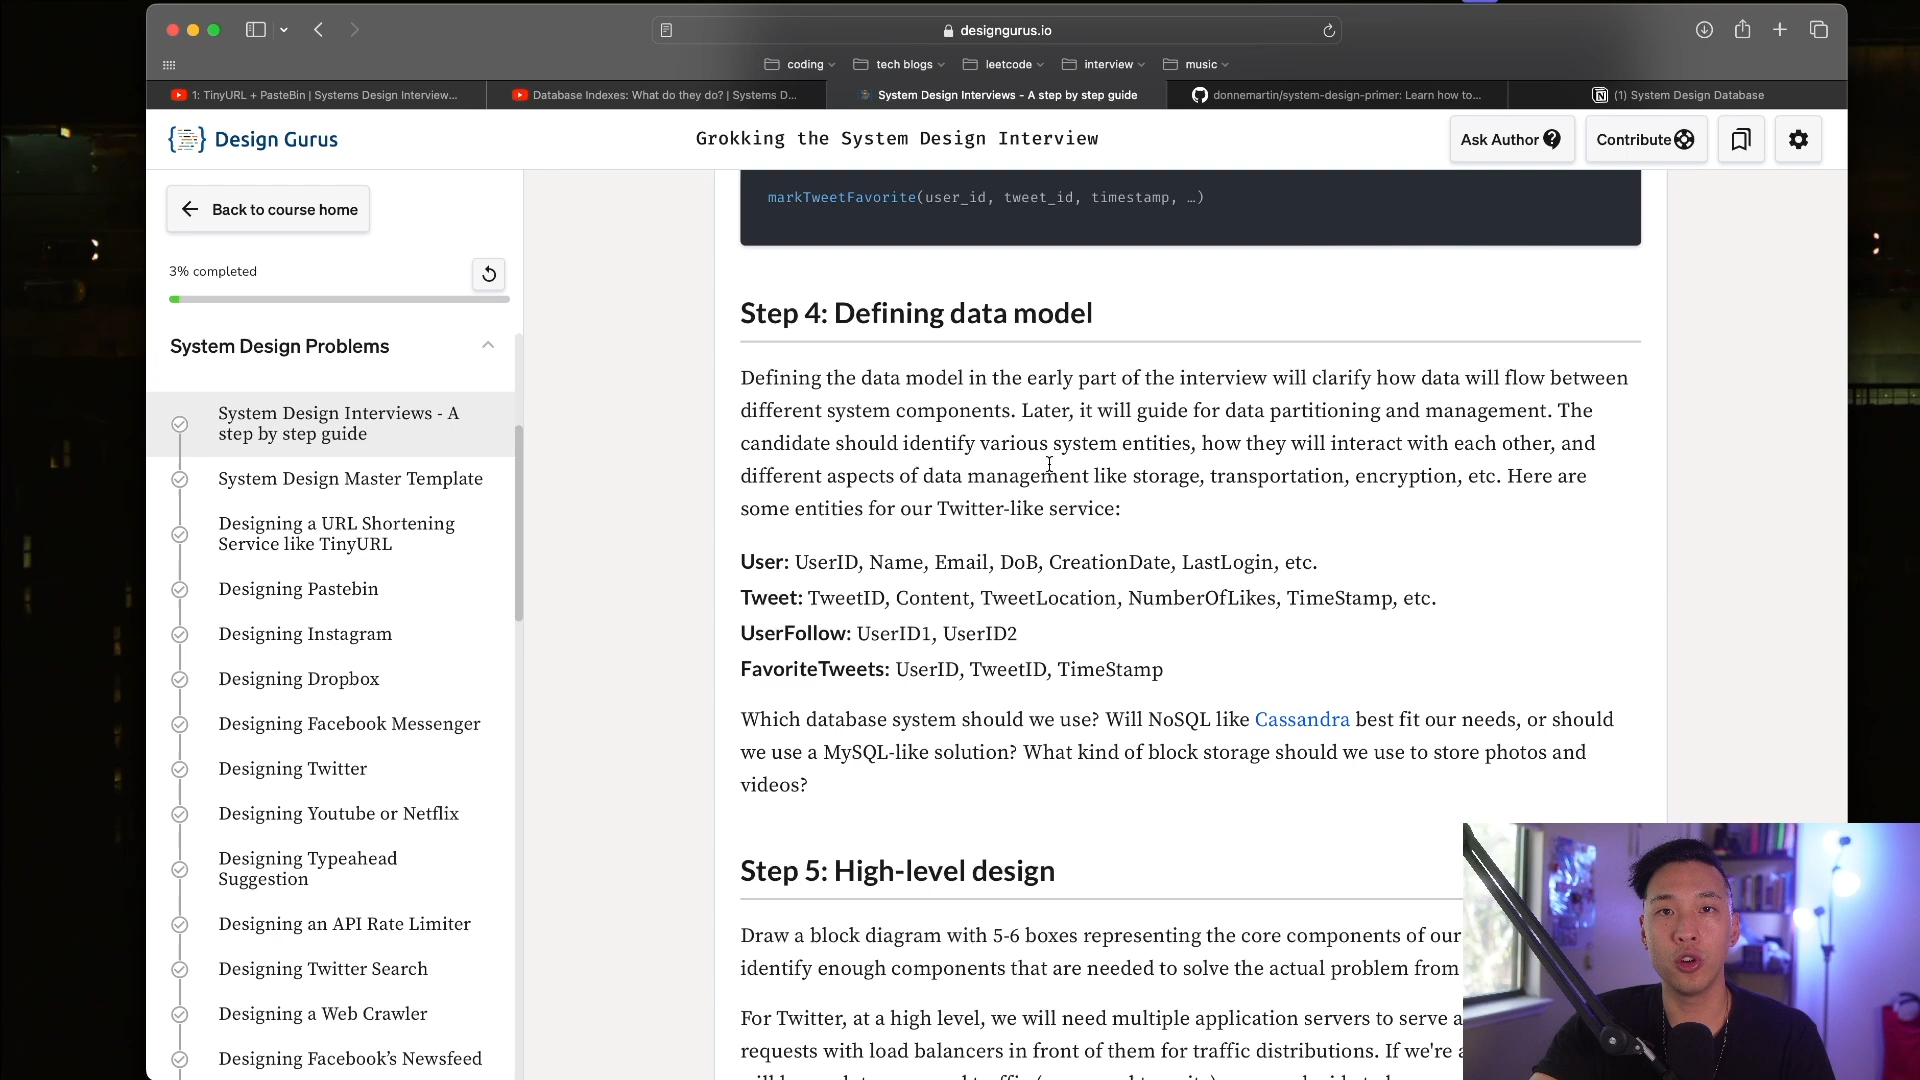 designgurus.io
coding
tech blogs
leetcode
interview
music
1: TinyURL + PasteBin | Systems Design Interview...
Database Indexes: What do they do? | Systems D...
System Design Interviews - A step by step guide
donnemartin/system-design-primer: Learn how to...
(1) System Design Database
Design Gurus
Grokking the System Design Interview
Ask Author
Contribute
Back to course home
3% completed
System Design Problems
System Design Interviews - A
step by step guide
System Design Master Template
Designing a URL Shortening
Service like TinyURL
Designing Pastebin
Designing Instagram
Designing Dropbox
Designing Facebook Messenger
Designing Twitter
Designing Youtube or Netflix
Designing Typeahead
Suggestion
Designing an API Rate Limiter
Designing Twitter Search
Designing a Web Crawler
Designing Facebook’s Newsfeed
markTweetFavorite(user_id, tweet_id, timestamp, …)
Step 4: Defining data model
Defining the data model in the early part of the interview will clarify how data will flow between
different system components. Later, it will guide for data partitioning and management. The
candidate should identify various system entities, how they will interact with each other, and
different aspects of data management like storage, transportation, encryption, etc. Here are
some entities for our Twitter-like service:
User: UserID, Name, Email, DoB, CreationDate, LastLogin, etc.
Tweet: TweetID, Content, TweetLocation, NumberOfLikes, TimeStamp, etc.
UserFollow: UserID1, UserID2
FavoriteTweets: UserID, TweetID, TimeStamp
Which database system should we use? Will NoSQL like Cassandra best fit our needs, or should
we use a MySQL-like solution? What kind of block storage should we use to store photos and
videos?
Step 5: High-level design
Draw a block diagram with 5-6 boxes representing the core components of our
identify enough components that are needed to solve the actual problem from
For Twitter, at a high level, we will need multiple application servers to serve a
requests with load balancers in front of them for traffic distributions. If we're a